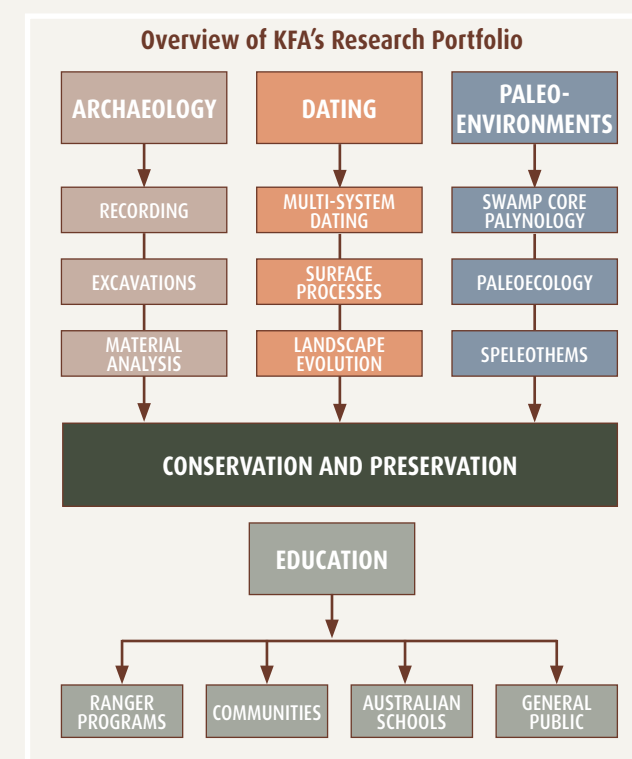 Overview of KFA's Research Portfolio
ARCHAEOLOGY
DATING
PALEO-
ENVIRONMENTS
RECORDING
MULTI-SYSTEM
DATING
SWAMP CORE
PALYNOLOGY
EXCAVATIONS
SURFACE
PROCESSES
PALEOECOLOGY
MATERIAL
ANALYSIS
LANDSCAPE
EVOLUTION
SPELEOTHEMS
CONSERVATION AND PRESERVATION
EDUCATION
RANGER
PROGRAMS
COMMUNITIES
AUSTRALIAN
SCHOOLS
GENERAL
PUBLIC